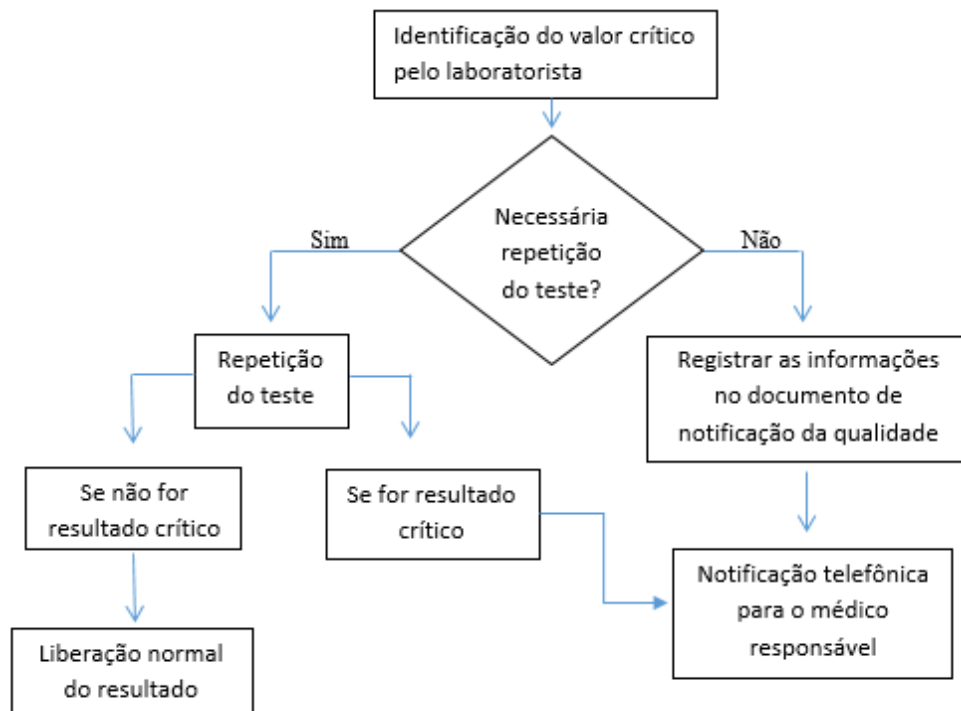 Identificação do valor crítico
pelo laboratorista
Necessária
repetição
do teste?
Sim
Não
Repetição
do teste
Registrar as informações
no documento de
notificação da qualidade
Se não for
resultado crítico
Se for resultado
crítico
Notificação telefônica
para o médico
responsável
Liberação normal
do resultado